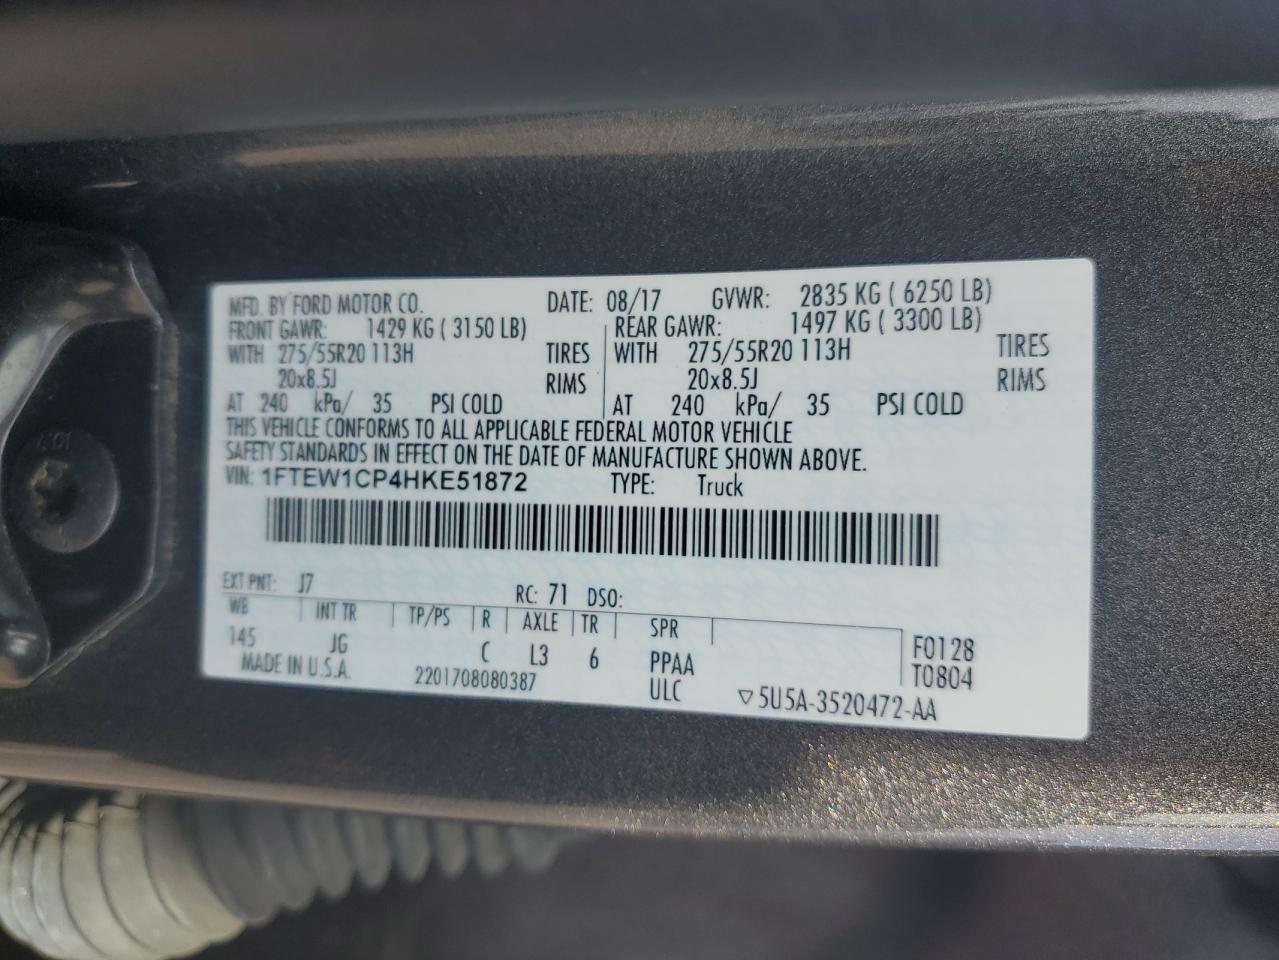 MFD. BY FORD MOTOR CO. DATE: 08/17 GVWR: 2835 KG ( 6250 LB)
FRONT GAWR: 1429 KG ( 3150 LB) REAR GAWR: 1497 KG ( 3300 LB)
WITH 275/55R20 113H TIRES WITH 275/55R20 113H TIRES
20x8.5J RIMS 20x8.5J RIMS
AT 240 kPa/ 35 PSI COLD AT 240 kPa/ 35 PSI COLD
THIS VEHICLE CONFORMS TO ALL APPLICABLE FEDERAL MOTOR VEHICLE
SAFETY STANDARDS IN EFFECT ON THE DATE OF MANUFACTURE SHOWN ABOVE.
VIN: 1FTEW1CP4HKE51872 TYPE: Truck
EXT PNT: J7 RC: 71 DSO:
WB INT TR TP/PS R AXLE TR SPR
145 JG C L3 6 PPAA F0128
MADE IN U.S.A. 2201708080387 ULC T0804
▽5U5A-3520472-AA